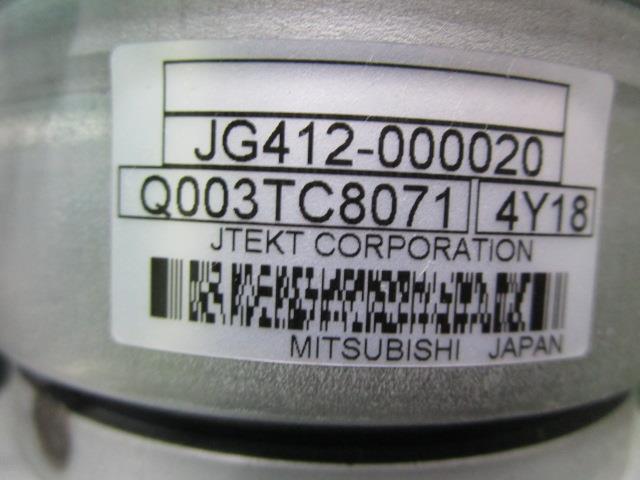 JG412-000020
Q003TC8071 4Y18
JTEKT CORPORATION
MITSUBISHI JAPAN